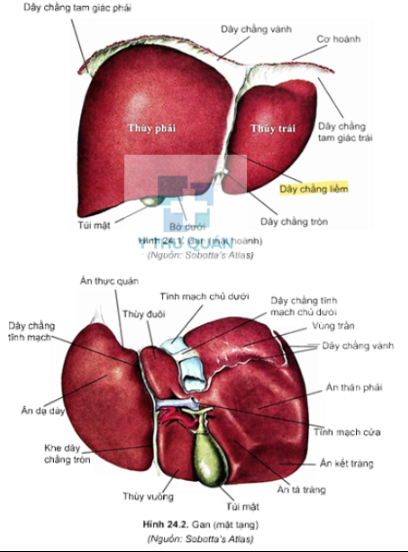 Dây chằng tam giác phải
Dây chằng vành
Cơ hoành
Thùy phải
Thùy trái
Dây chằng
tam giác trái
Dây chằng liềm
Túi mật
Bờ dưới
Dây chằng tròn
Y THƯ QUÁN
Hình 24.1. Gan (mặt hoành)
(Nguồn: Sobotta's Atlas)
Ấn thực quản
Tĩnh mạch chủ dưới
Thùy đuôi
Dây chằng tĩnh
mạch chủ dưới
Vùng trần
Dây chằng
tĩnh mạch
Dây chằng vành
Ấn dạ dày
Ấn thận phải
Tĩnh mạch cửa
Khe dây
chằng tròn
Ấn kết tràng
Ấn tá tràng
Thùy vuông
Túi mật
Hình 24.2. Gan (mặt tạng)
(Nguồn: Sobotta's Atlas)